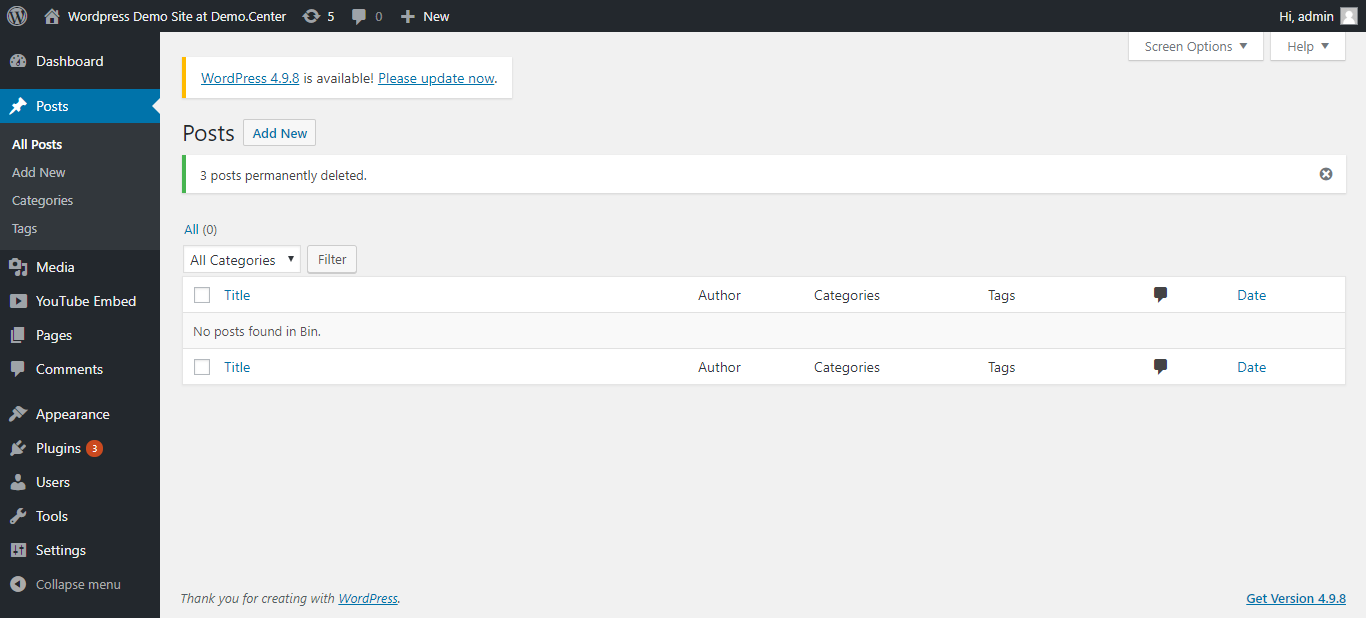 Wordpress Demo Site at Demo.Center 5 0 New Hi, admin
Screen Options Help
Dashboard
Posts
All Posts
Add New
Categories
Tags
Media
YouTube Embed
Pages
Comments
Appearance
Plugins 3
Users
Tools
Settings
Collapse menu
WordPress 4.9.8 is available! Please update now.
Posts Add New
3 posts permanently deleted.
All (0)
All Categories Filter
Title Author Categories Tags Date
No posts found in Bin.
Title Author Categories Tags Date
Thank you for creating with WordPress. Get Version 4.9.8